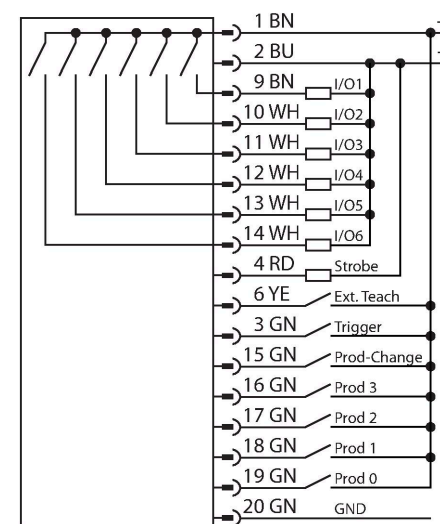 1 BN
2 BU
9 BN I/O1
10 WH I/O2
11 WH I/O3
12 WH I/O4
13 WH I/O5
14 WH I/O6
4 RD Strobe
6 YE Ext. Teach
3 GN Trigger
15 GN Prod-Change
16 GN Prod 3
17 GN Prod 2
18 GN Prod 1
19 GN Prod 0
20 GN GND